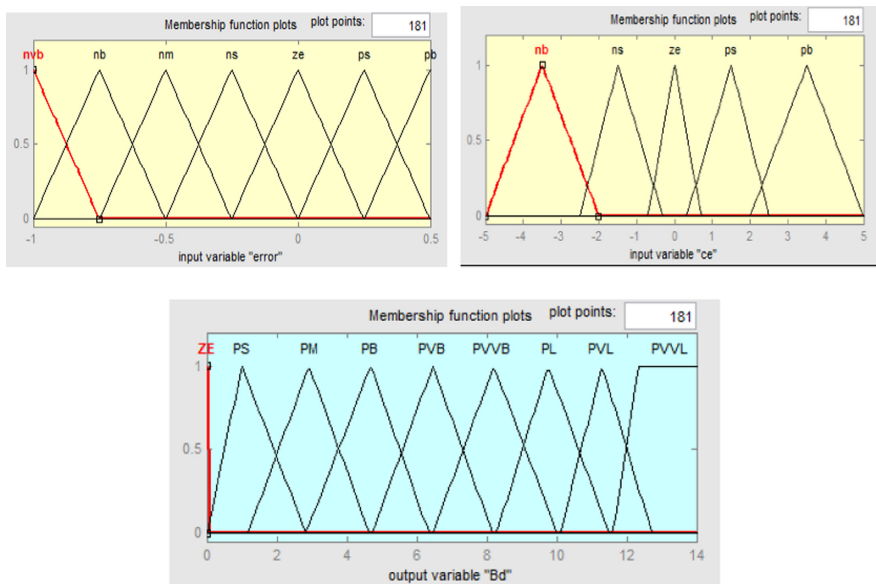 Membership function plots plot points: 181
nvb nb nm ns ze ps pb
1
0.5
0
-1 -0.5 0 0.5
input variable "error"
Membership function plots plot points: 181
nb ns ze ps pb
1
0.5
0
-5 -4 -3 -2 -1 0 1 2 3 4 5
input variable "ce"
Membership function plots plot points: 181
ZE PS PM PB PVB PVVB PL PVL PVVL
1
0.5
0
0 2 4 6 8 10 12 14
output variable "Bd"